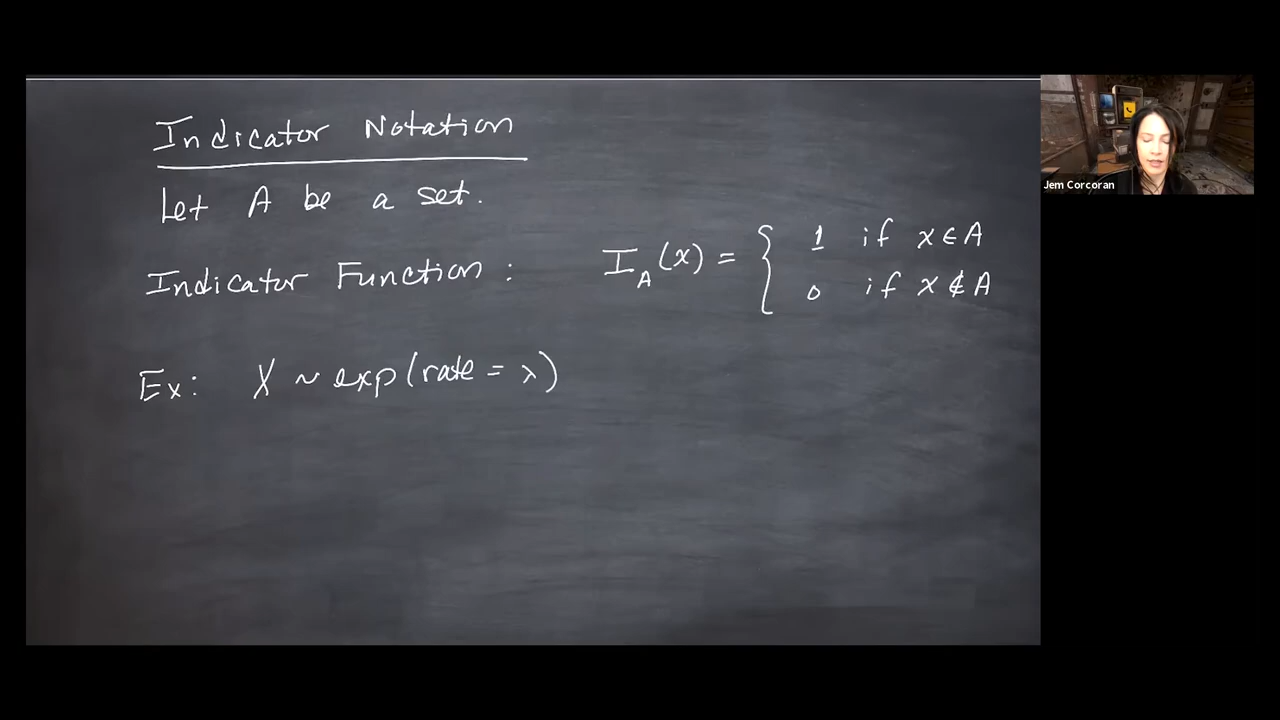 Indicator Notation
Let A be a set.
Indicator Function : I_A(x) = { 1 if x ∈ A
0 if x ∉ A
Ex: X ~ exp(rate = λ)
Jem Corcoran